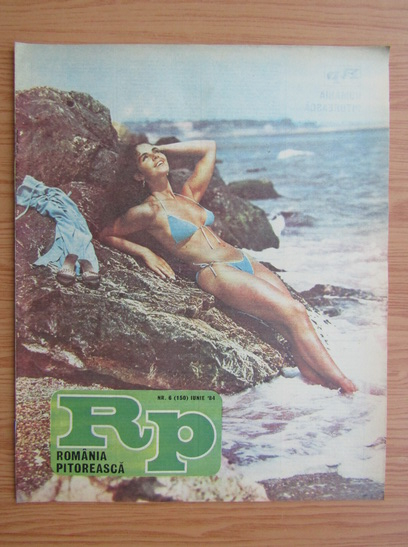 NR. 6 (150) IUNIE '84
Rp
ROMÂNIA
PITOREASCĂ